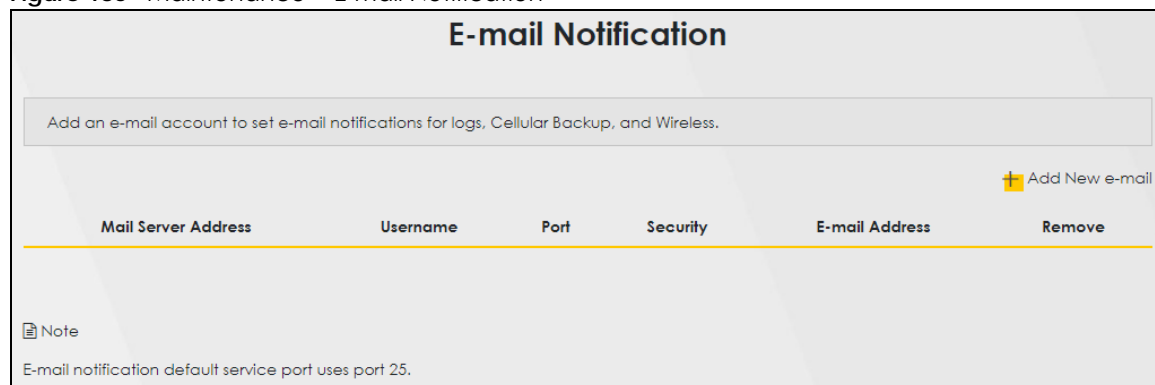 E-mail Notification
Add an e-mail account to set e-mail notifications for logs, Cellular Backup, and Wireless.
Add New e-mail
Mail Server Address Username Port Security E-mail Address Remove
Note
E-mail notification default service port uses port 25.